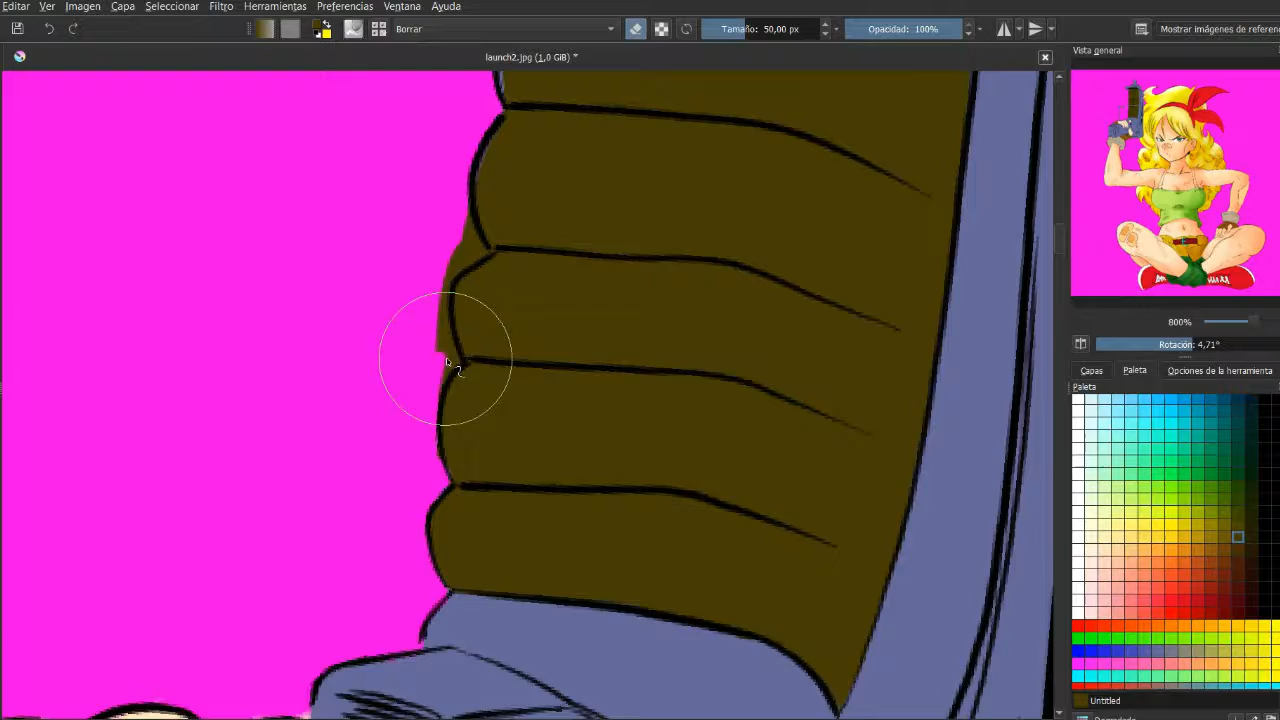 Editar Ver Imagen Capa Seleccionar Filtro Herramientas Preferencias Ventana Ayuda
Borrar Tamaño: 50,00 px Opacidad: 100% Mostrar imágenes de referenc
launch2.jpg (1,0 GiB) *
Vista general
800%
Rotación: 4,71°
Capas Paleta Opciones de la herramienta
Paleta
Untitled